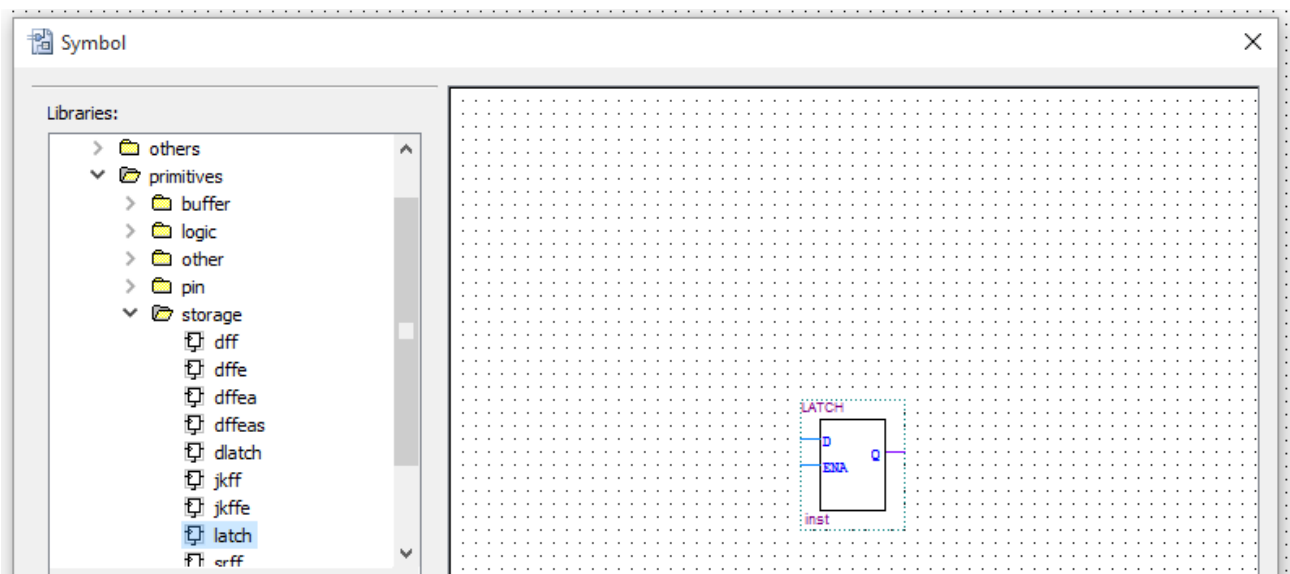 Symbol
Libraries:
others
primitives
buffer
logic
other
pin
storage
dff
dffe
dffea
dffeas
dlatch
jkff
jkffe
latch
srff
LATCH
D
Q
ENA
inst